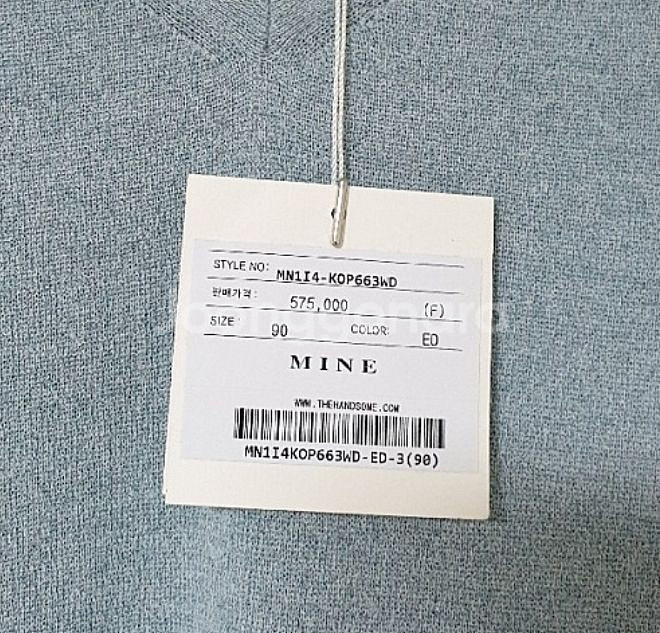 STYLE NO: MN1I4-KOP663WD
판매가격 : 575,000 (F)
SIZE : 90 COLOR: ED
MINE
WWW.THEHANDSOME.COM
MN1I4KOP663WD-ED-3(90)